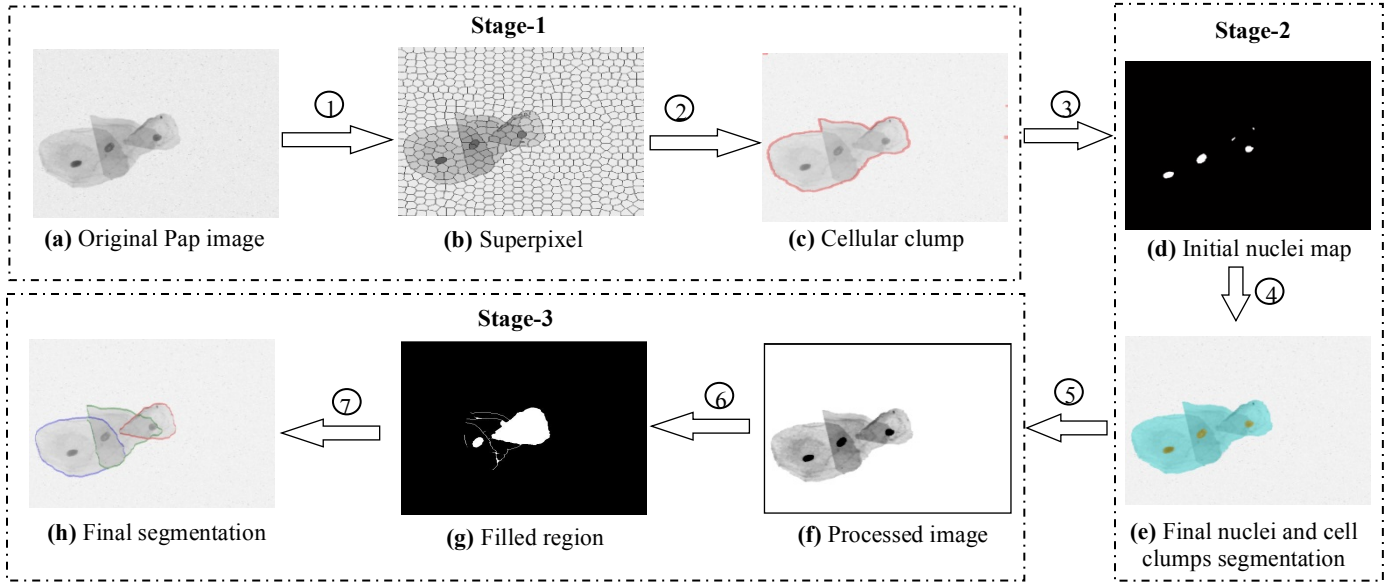 Stage-1
1
2
(a) Original Pap image
(b) Superpixel
(c) Cellular clump
3
Stage-2
(d) Initial nuclei map
4
(e) Final nuclei and cell
clumps segmentation
5
Stage-3
6
7
(f) Processed image
(g) Filled region
(h) Final segmentation